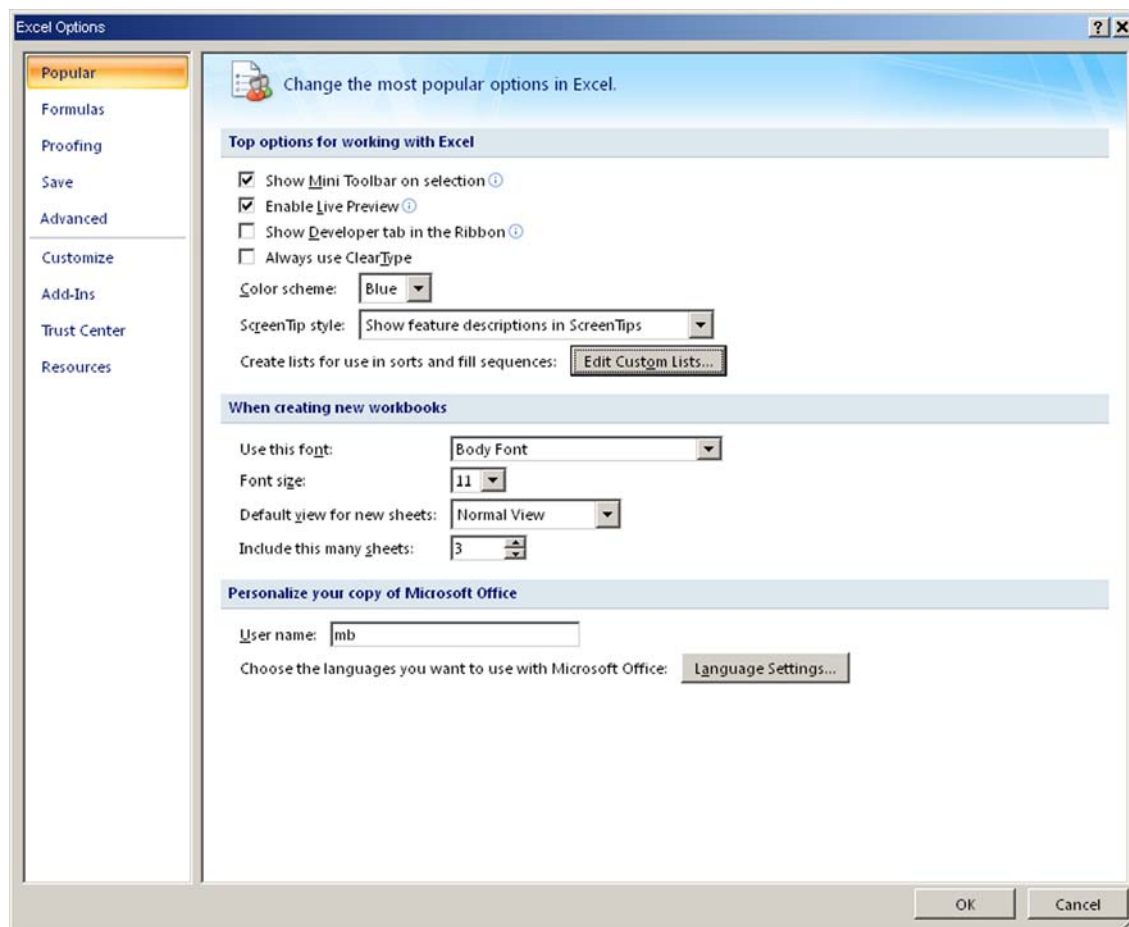 Excel Options
Popular
Formulas
Proofing
Save
Advanced
Customize
Add-Ins
Trust Center
Resources
Change the most popular options in Excel.
Top options for working with Excel
Show Mini Toolbar on selection
Enable Live Preview
Show Developer tab in the Ribbon
Always use ClearType
Color scheme: Blue
ScreenTip style: Show feature descriptions in ScreenTips
Create lists for use in sorts and fill sequences: Edit Custom Lists...
When creating new workbooks
Use this font: Body Font
Font size: 11
Default view for new sheets: Normal View
Include this many sheets: 3
Personalize your copy of Microsoft Office
User name: mb
Choose the languages you want to use with Microsoft Office: Language Settings...
OK Cancel